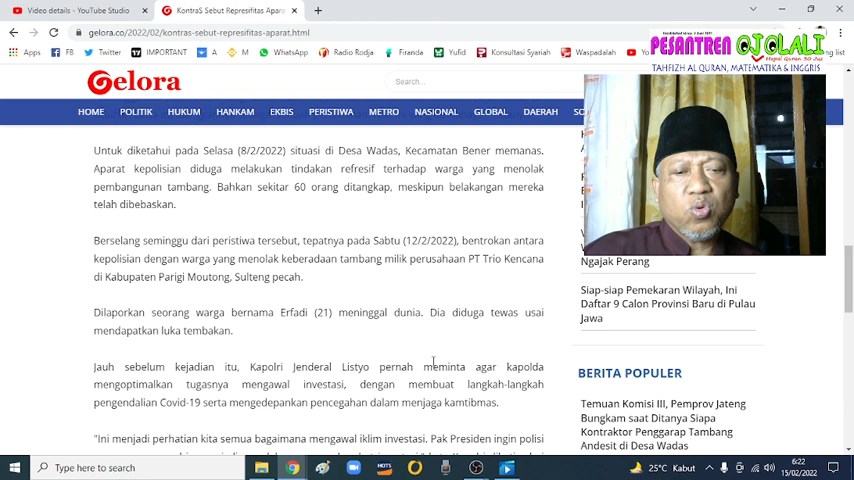 Video details - YouTube Studio
KontraS Sebut Represifitas Aparat
gelora.co/2022/02/kontras-sebut-represifitas-aparat.html
Apps
FB
Twitter
IMPORTANT
A
M
WhatsApp
Radio Rodja
Firanda
Yufid
Konsultasi Syariah
Waspadalah
PESANTREN OJOLALI
Hapal Quran 30 Juz
TAHFIZH AL QURAN, MATEMATIKA & INGGRIS
Gelora
Search...
HOME POLITIK HUKUM HANKAM EKBIS PERISTIWA METRO NASIONAL GLOBAL DAERAH
Untuk diketahui pada Selasa (8/2/2022) situasi di Desa Wadas, Kecamatan Bener memanas.
Aparat kepolisian diduga melakukan tindakan refresif terhadap warga yang menolak
pembangunan tambang. Bahkan sekitar 60 orang ditangkap, meskipun belakangan mereka
telah dibebaskan.
Berselang seminggu dari peristiwa tersebut, tepatnya pada Sabtu (12/2/2022), bentrokan antara
kepolisian dengan warga yang menolak keberadaan tambang milik perusahaan PT Trio Kencana
di Kabupaten Parigi Moutong, Sulteng pecah.
Dilaporkan seorang warga bernama Erfadi (21) meninggal dunia. Dia diduga tewas usai
mendapatkan luka tembakan.
Jauh sebelum kejadian itu, Kapolri Jenderal Listyo pernah meminta agar kapolda
mengoptimalkan tugasnya mengawal investasi, dengan membuat langkah-langkah
pengendalian Covid-19 serta mengedepankan pencegahan dalam menjaga kamtibmas.
"Ini menjadi perhatian kita semua bagaimana mengawal iklim investasi. Pak Presiden ingin polisi
Ngajak Perang
Siap-siap Pemekaran Wilayah, Ini
Daftar 9 Calon Provinsi Baru di Pulau
Jawa
BERITA POPULER
Temuan Komisi III, Pemprov Jateng
Bungkam saat Ditanya Siapa
Kontraktor Penggarap Tambang
Andesit di Desa Wadas
Type here to search
25°C Kabut
6:22
15/02/2022